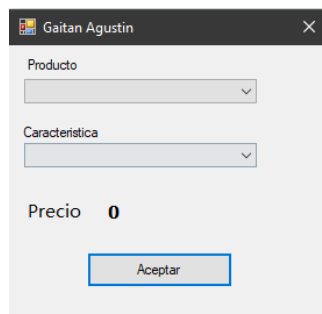 Gaitan Agustin
Producto
Caracteristica
Precio 0
Aceptar